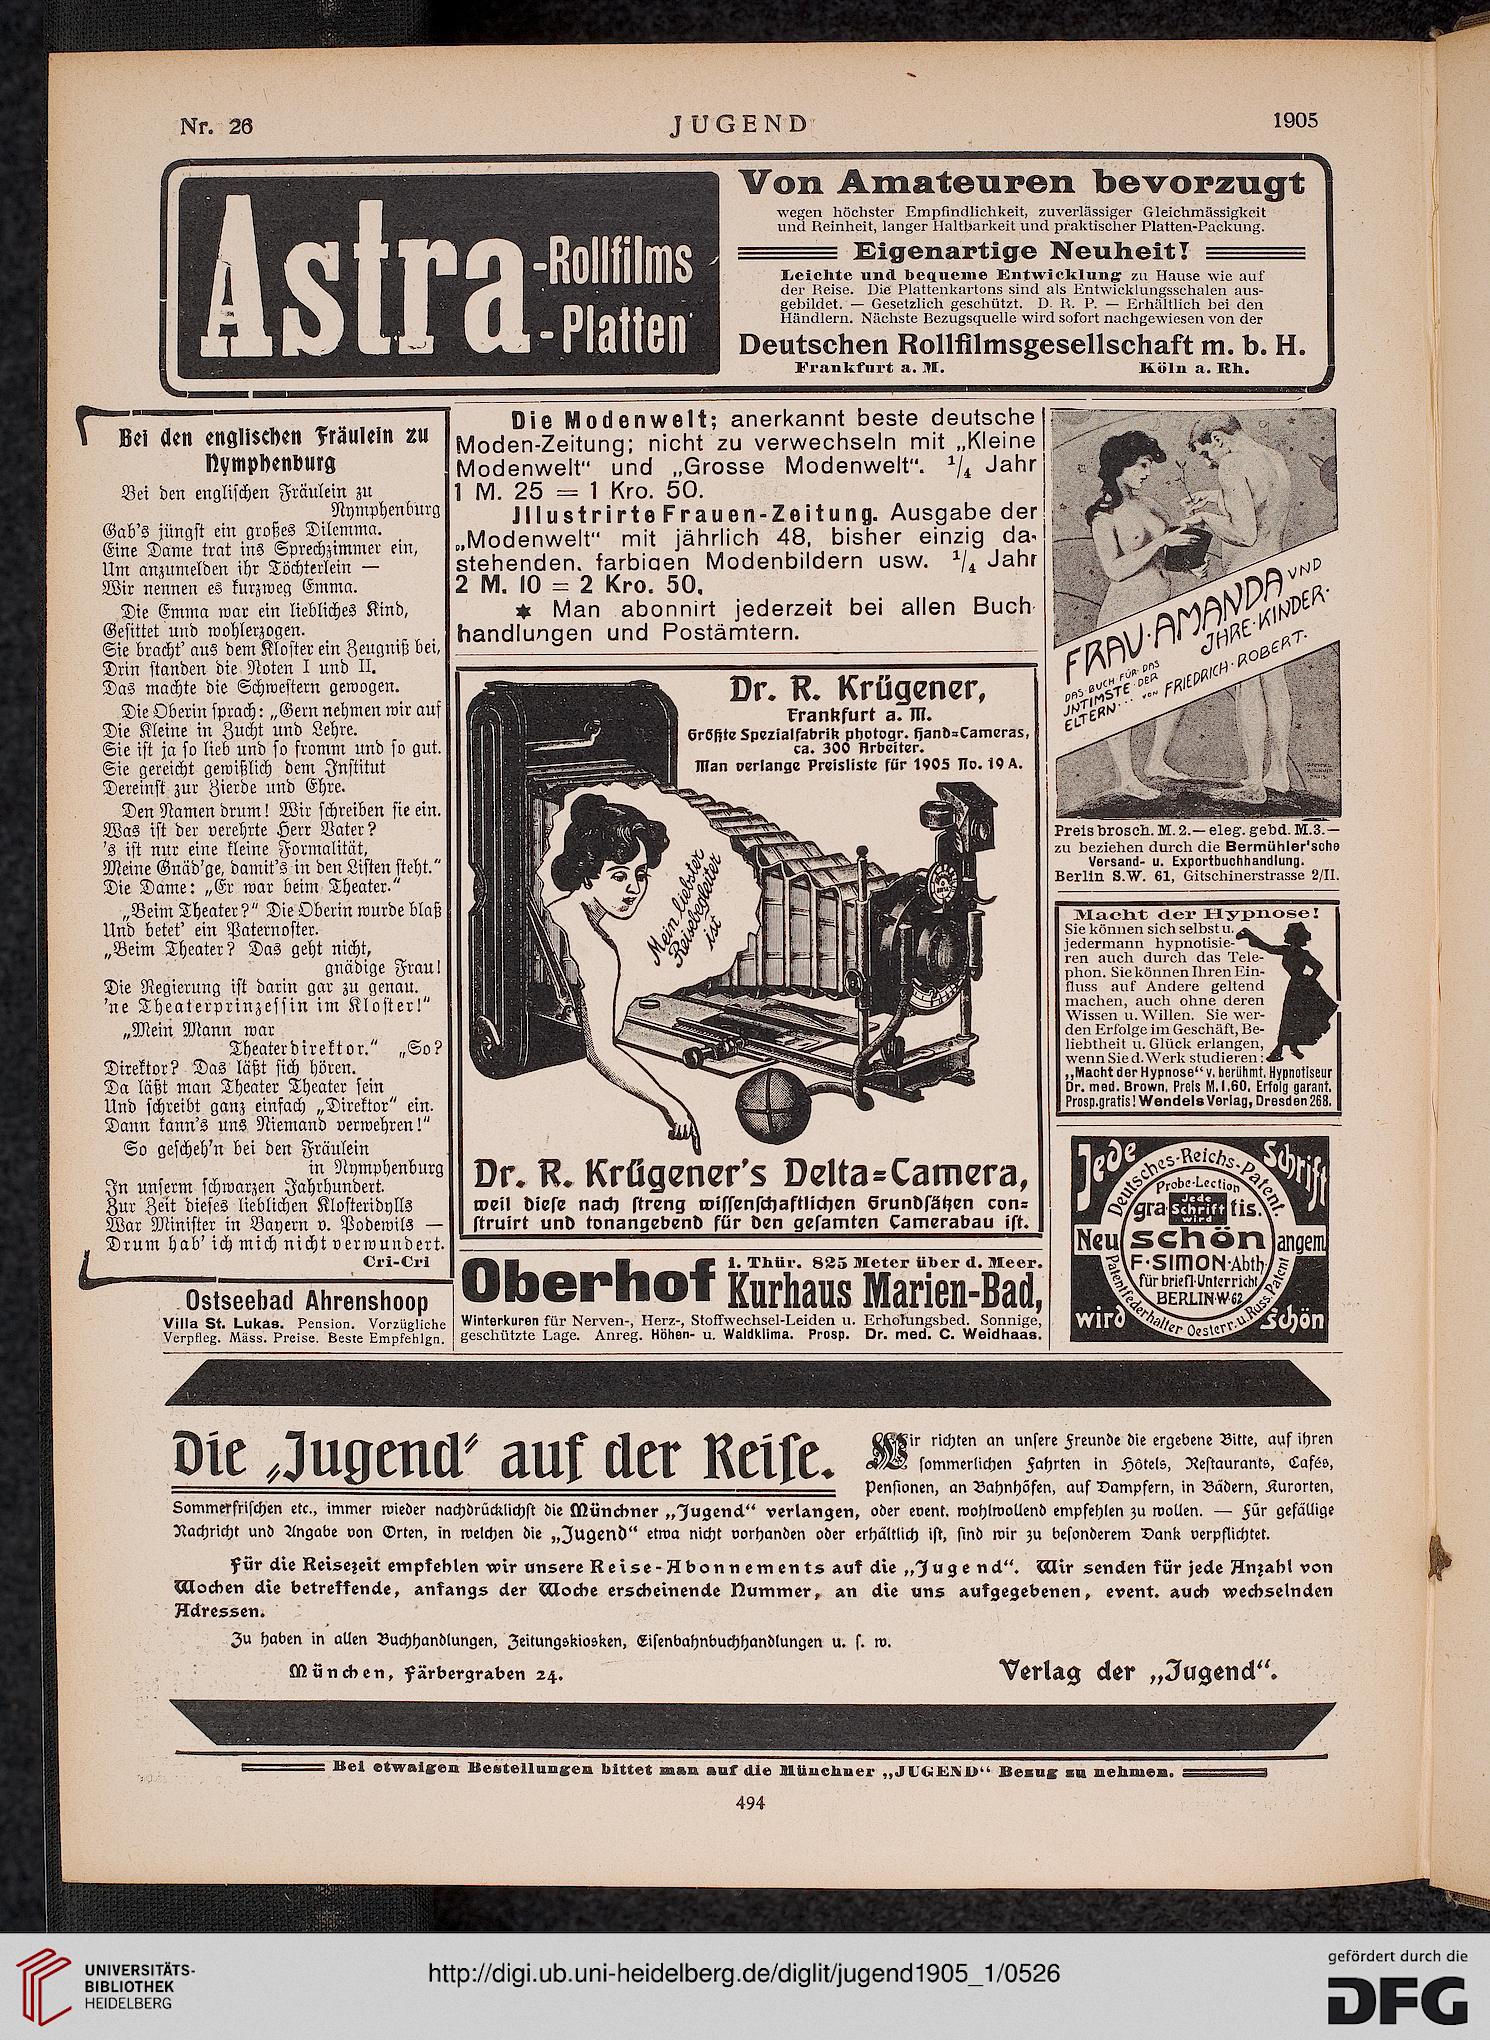 Nr. 26
JUGEND
1905
Astra
-Rollfilms
-Platten
Von Amateuren bevorzugt
wegen höchster Empfindlichkeit, zuverlässiger Gleichmässigkeit
und Reinheit, langer Haltbarkeit und praktischer Platten-Packung.
Eigenartige Neuheit!
Leichte und bequeme Entwicklung zu Hause wie auf
der Reise. Die Plattenkartons sind als Entwicklungsschalen aus-
gebildet. — Gesetzlich geschützt. D. R. P. — Erhältlich bei den
Händlern. Nächste Bezugsquelle wird sofort nachgewiesen von der
Deutschen Rollfilmsgesellschaft m. b. H.
Frankfurt a. M. Köln a. Rh.
Bei den englischen Fräulein zu
Nymphenburg
Bei den englischen Fräulein zu
Nymphenburg
Gab's jüngst ein großes Dilemma.
Eine Dame trat ins Sprechzimmer ein,
Um anzumelden ihr Töchterlein —
Wir nennen es kurzweg Emma.
Die Emma war ein liebliches Kind,
Gesittet und wohlerzogen.
Sie bracht' aus dem Kloster ein Zeugniß bei,
Drin standen die Noten I und II.
Das machte die Schwestern gewogen.
Die Oberin sprach: „Gern nehmen wir auf
Die Kleine in Zucht und Lehre.
Sie ist ja so lieb und so fromm und so gut.
Sie gereicht gewißlich dem Institut
Dereinst zur Zierde und Ehre.
Den Namen drum! Wir schreiben sie ein.
Was ist der verehrte Herr Vater?
's ist nur eine kleine Formalität,
Meine Gnäd'ge, damit's in den Listen steht."
Die Dame: „Er war beim Theater."
„Beim Theater?" Die Oberin wurde blaß
Und betet' ein Paternoster.
„Beim Theater? Das geht nicht,
gnädige Frau!
Die Regierung ist darin gar zu genau.
'ne Theaterprinzessin im Kloster!"
„Mein Mann war
Theaterdirektor." „So?
Direktor? Das läßt sich hören.
Da läßt man Theater Theater sein
Und schreibt ganz einfach „Direktor" ein.
Dann kann's uns Niemand verwehren!"
So gescheh'n bei den Fräulein
in Nymphenburg
In unserm schwarzen Jahrhundert.
Zur Zeit dieses lieblichen Klosteridylls
War Minister in Bayern v. Podewils —
Drum hab' ich mich nicht verwundert.
Cri-Cri
Ostseebad Ahrenshoop
Villa St. Lukas. Pension. Vorzügliche
Verpfleg. Mäss. Preise. Beste Empfehlgn.
Die Modenwelt; anerkannt beste deutsche
Moden-Zeitung; nicht zu verwechseln mit „Kleine
Modenwelt" und „Grosse Modenwelt". 1/4 Jahr
1 M. 25 = 1 Kro. 50.
Jllustrirte Frauen-Zeitung. Ausgabe der
„Modenwelt" mit jährlich 48, bisher einzig da-
stehenden, farbigen Modenbildern usw. 1/4 Jahr
2 M. 10 = 2 Kro. 50.
* Man abonnirt jederzeit bei allen Buch-
handlungen und Postämtern.
Dr. R. Krügener,
Frankfurt a. M.
Größte Spezialfabrik photogr. Hand=Cameras,
ca. 300 Arbeiter.
Man verlange Preisliste für 1905 No. 19 A.
Mein liebster
Reisebegleiter
ist
Dr. R. Krügener's Delta=Camera,
weil diese nach streng wissenschaftlichen Grundsätzen con=
struirt und tonangebend für den gesamten Camerabau ist.
Oberhof
i. Thür. 825 Meter über d. Meer.
Kurhaus Marien-Bad,
Winterkuren für Nerven-, Herz-, Stoffwechsel-Leiden u. Erholungsbed. Sonnige,
geschützte Lage. Anreg. Höhen- u. Waldklima. Prosp. Dr. med. C. Weidhaas.
FRAU·AMANDA UND
JHRE·KINDER·
DAS BUCH FÜR DAS
JNTIMSTE DER
ELTERN···
VON FRIEDRICH·ROBERT·
Preis brosch. M. 2.— eleg. gebd. M. 3.—
zu beziehen durch die Bermühler'sche
Versand- u. Exportbuchhandlung.
Berlin S.W. 61, Gitschinerstrasse 2/II.
Macht der Hypnose!
Sie können sich selbst u.
jedermann hypnotisie-
ren auch durch das Tele-
phon. Sie können Ihren Ein-
fluss auf Andere geltend
machen, auch ohne deren
Wissen u. Willen. Sie wer-
den Erfolge im Geschäft, Be-
liebtheit u. Glück erlangen,
wenn Sie d. Werk studieren:
„Macht der Hypnose" v. berühmt. Hypnotiseur
Dr. med. Brown, Preis M. 1.60. Erfolg garant.
Prosp. gratis! Wendels Verlag, Dresden 268.
Jede Schrift
Deutsches-Reichs-Patent.
Probe-Lection
gra
Jede
Schrift
wird
tis.
Neu schön angem
F·SIMON·Abth.
für briefl·Unterricht
BERLIN·W·62
Patentfederhalter Oesterr. u. Russ. Patent
wird schön
Die „Jugend" auf der Reise.
Wir richten an unsere Freunde die ergebene Bitte, auf ihren
sommerlichen Fahrten in Hôtels, Restaurants, Cafés,
Pensionen, an Bahnhöfen, auf Dampfern, in Bädern, Kurorten,
Sommerfrischen etc., immer wieder nachdrücklichst die Münchner „Jugend" verlangen, oder event. wohlwollend empfehlen zu wollen. — Für gefällige
Nachricht und Angabe von Orten, in welchen die „Jugend" etwa nicht vorhanden oder erhältlich ist, sind wir zu besonderem Dank verpflichtet.
Für die Reisezeit empfehlen wir unsere Reise-Abonnements auf die „Jugend". Wir senden für jede Anzahl von
Wochen die betreffende, anfangs der Woche erscheinende Nummer, an die uns aufgegebenen, event. auch wechselnden
Adressen.
Zu haben in allen Buchhandlungen, Zeitungskiosken, Eisenbahnbuchhandlungen u. s. w.
München, Färbergraben 24.
Verlag der „Jugend".
Bei etwaigen Bestellungen bittet man auf die Münchner „JUGEND" Bezug zu nehmen.
494
UNIVERSITÄTS-
BIBLIOTHEK
HEIDELBERG
http://digi.ub.uni-heidelberg.de/diglit/jugend1905_1/0526
gefördert durch die
DFG